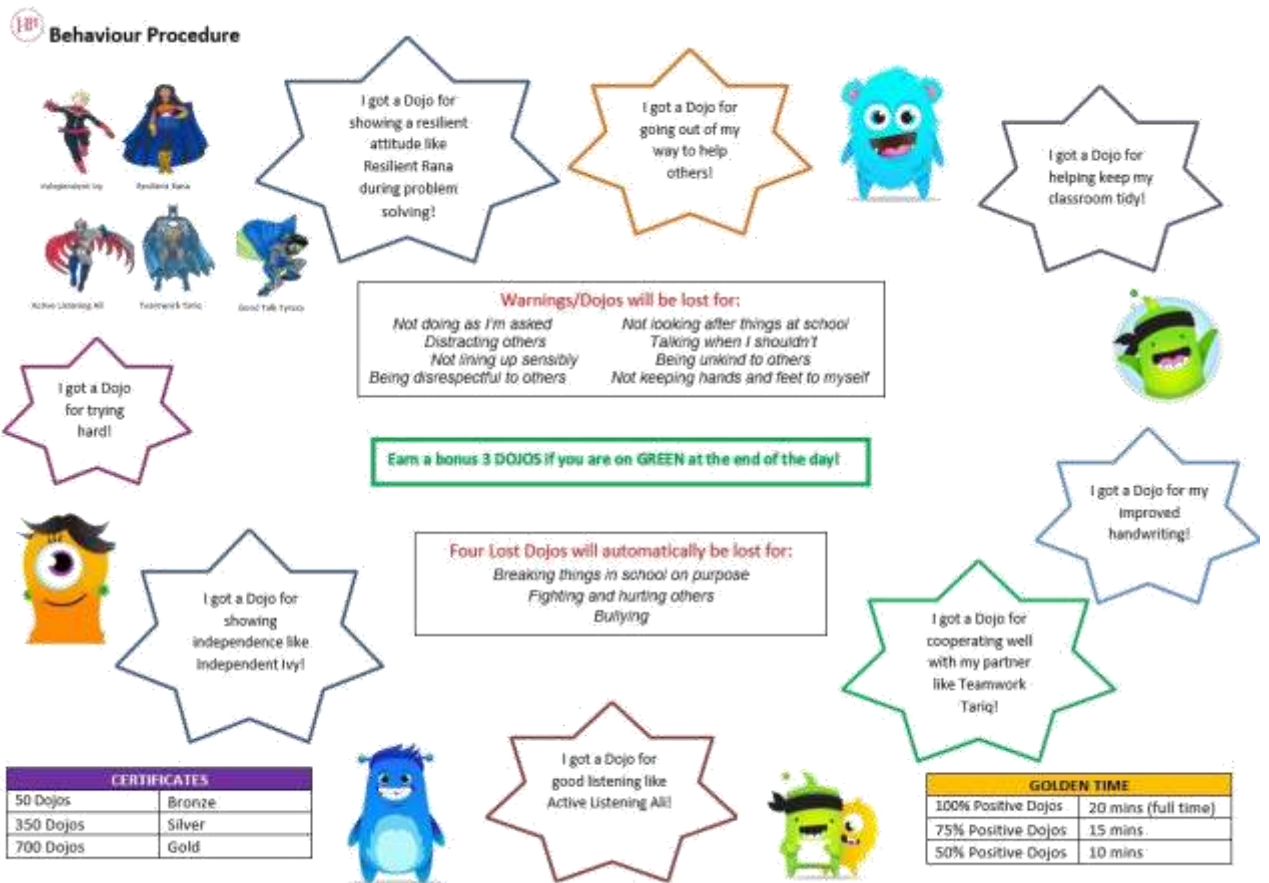 Behaviour Procedure
I got a Dojo for
showing a resilient
attitude like
Resilient Rana
during problem
solving!
I got a Dojo for
going out of my
way to help
others!
I got a Dojo for
helping keep my
classroom tidy!
Independent Ivy
Resilient Rana
Active Listening Ali
Teamwork Tariq
Good Talk
Warnings/Dojos will be lost for:
Not doing as I'm asked
Distracting others
Not lining up sensibly
Being disrespectful to others
Not looking after things at school
Talking when I shouldn't
Being unkind to others
Not keeping hands and feet to myself
I got a Dojo
for trying
hard!
Earn a bonus 3 DOJOS if you are on GREEN at the end of the day!
I got a Dojo for my
improved
handwriting!
Four Lost Dojos will automatically be lost for:
Breaking things in school on purpose
Fighting and hurting others
Bullying
I got a Dojo for
showing
independence like
Independent Ivy!
I got a Dojo for
cooperating well
with my partner
like Teamwork
Tariq!
I got a Dojo for
good listening like
Active Listening Ali!
CERTIFICATES
50 Dojos Bronze
350 Dojos Silver
700 Dojos Gold
GOLDEN TIME
100% Positive Dojos 20 mins (full time)
75% Positive Dojos 15 mins
50% Positive Dojos 10 mins